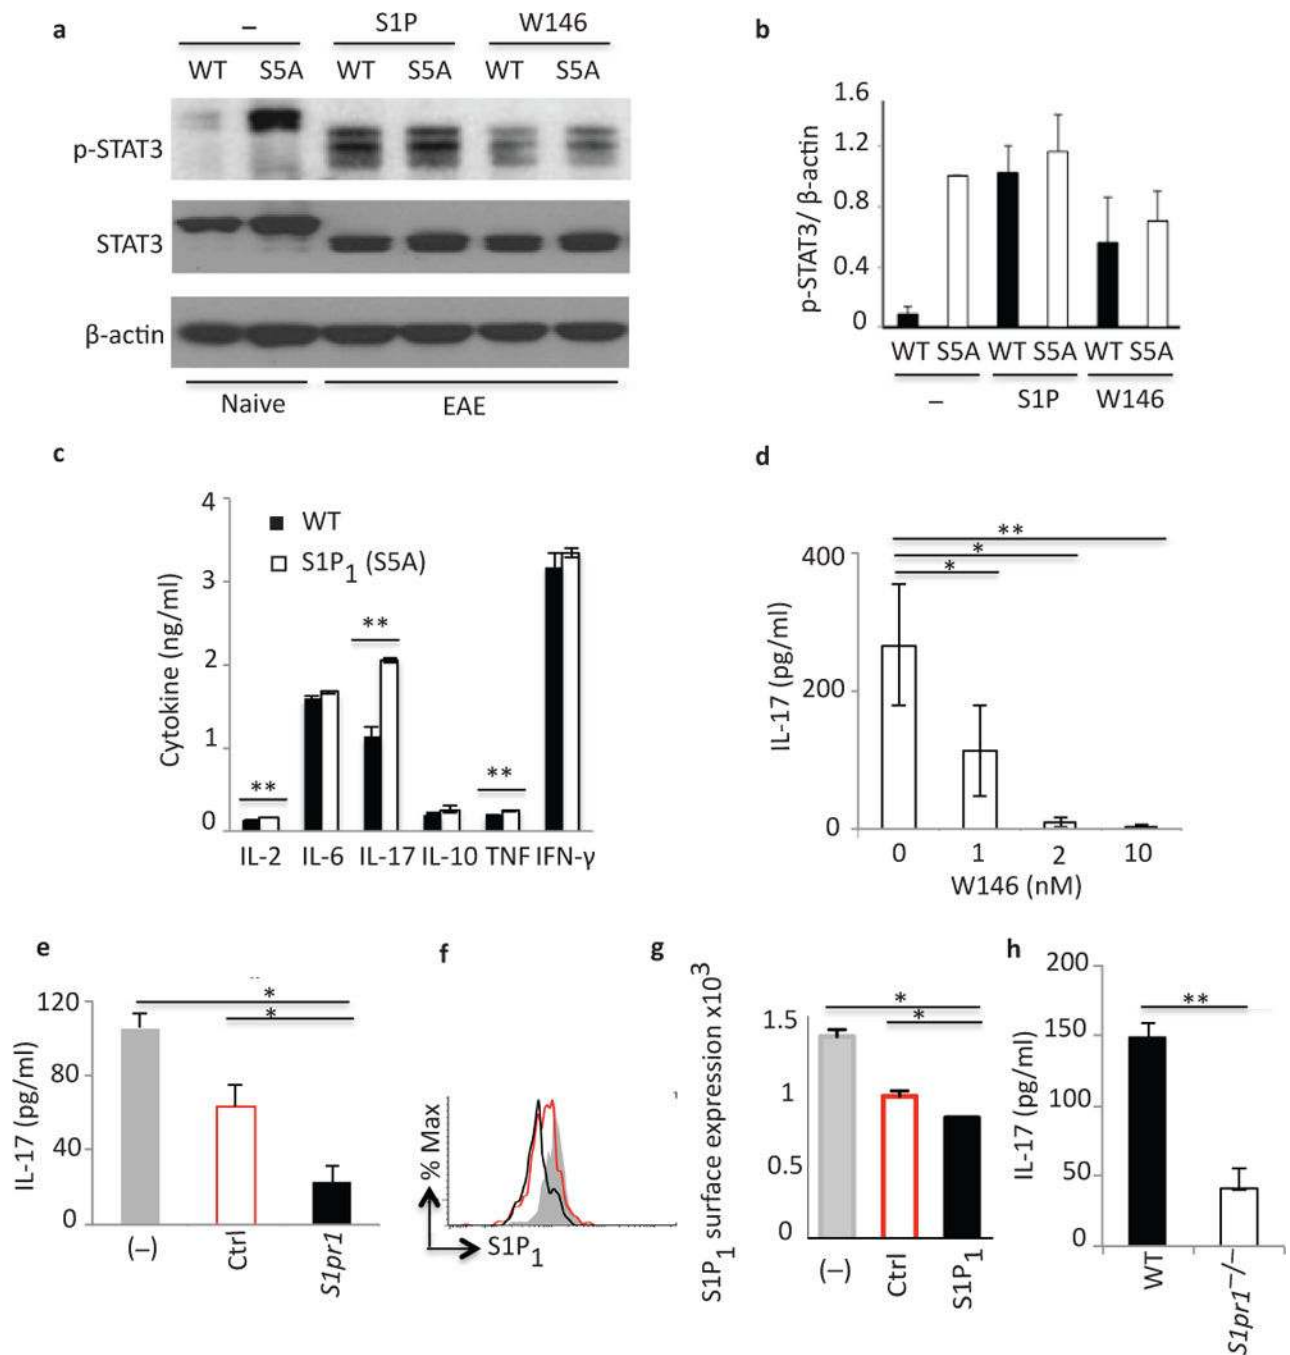 a
– S1P W146
WT S5A WT S5A WT S5A
p-STAT3
STAT3
β-actin
Naive EAE
b
p-STAT3/ β-actin
1.6
1.2
0.8
0.4
0
WT S5A WT S5A WT S5A
– S1P W146
c
Cytokine (ng/ml)
4
3
2
1
0
WT
S1P1 (S5A)
**
**
**
IL-2 IL-6 IL-17 IL-10 TNF IFN-γ
d
IL-17 (pg/ml)
400
200
0
**
*
*
0 1 2 10
W146 (nM)
e
IL-17 (pg/ml)
120
80
40
0
*
*
(–) Ctrl S1pr1
f
% Max
S1P1
g
S1P1 surface expression x10³
1.5
1
0.5
0
*
*
(–) Ctrl S1P1
h
IL-17 (pg/ml)
200
150
100
50
0
**
WT S1pr1–/–